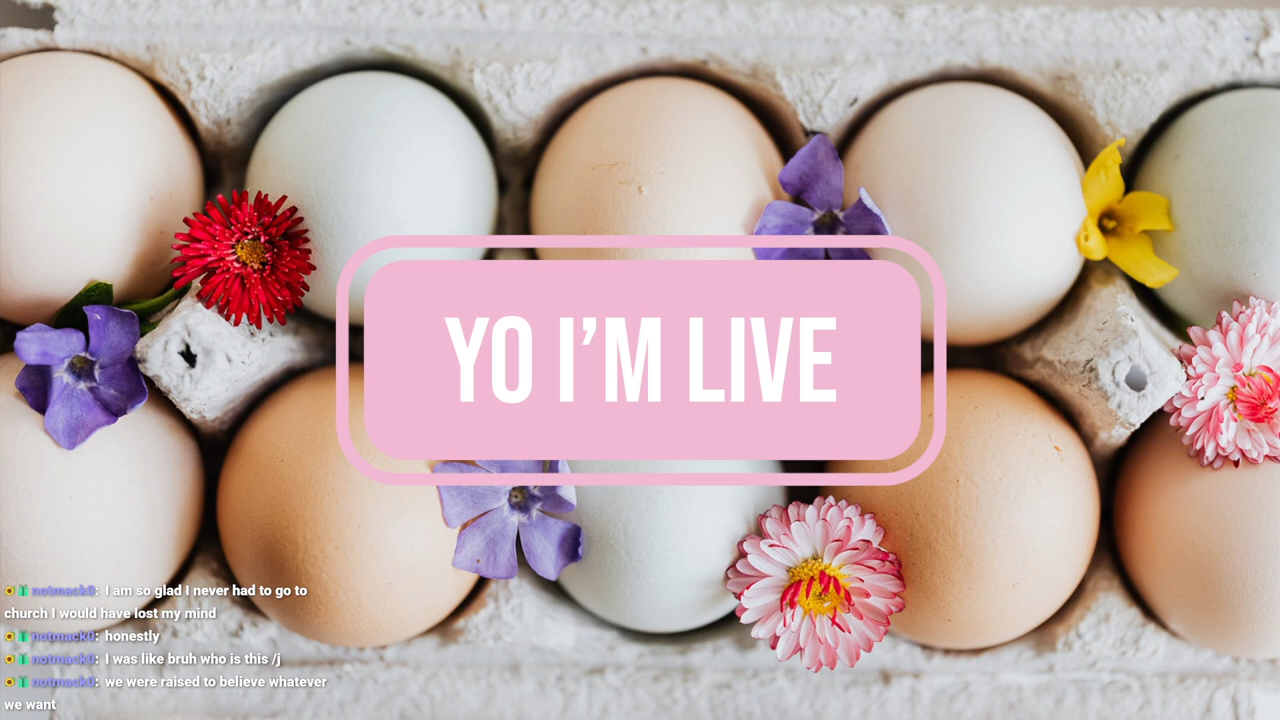 YO I’M LIVE
notmack0: I am so glad I never had to go to
church I would have lost my mind
notmack0: honestly
notmack0: I was like bruh who is this /j
notmack0: we were raised to believe whatever
we want